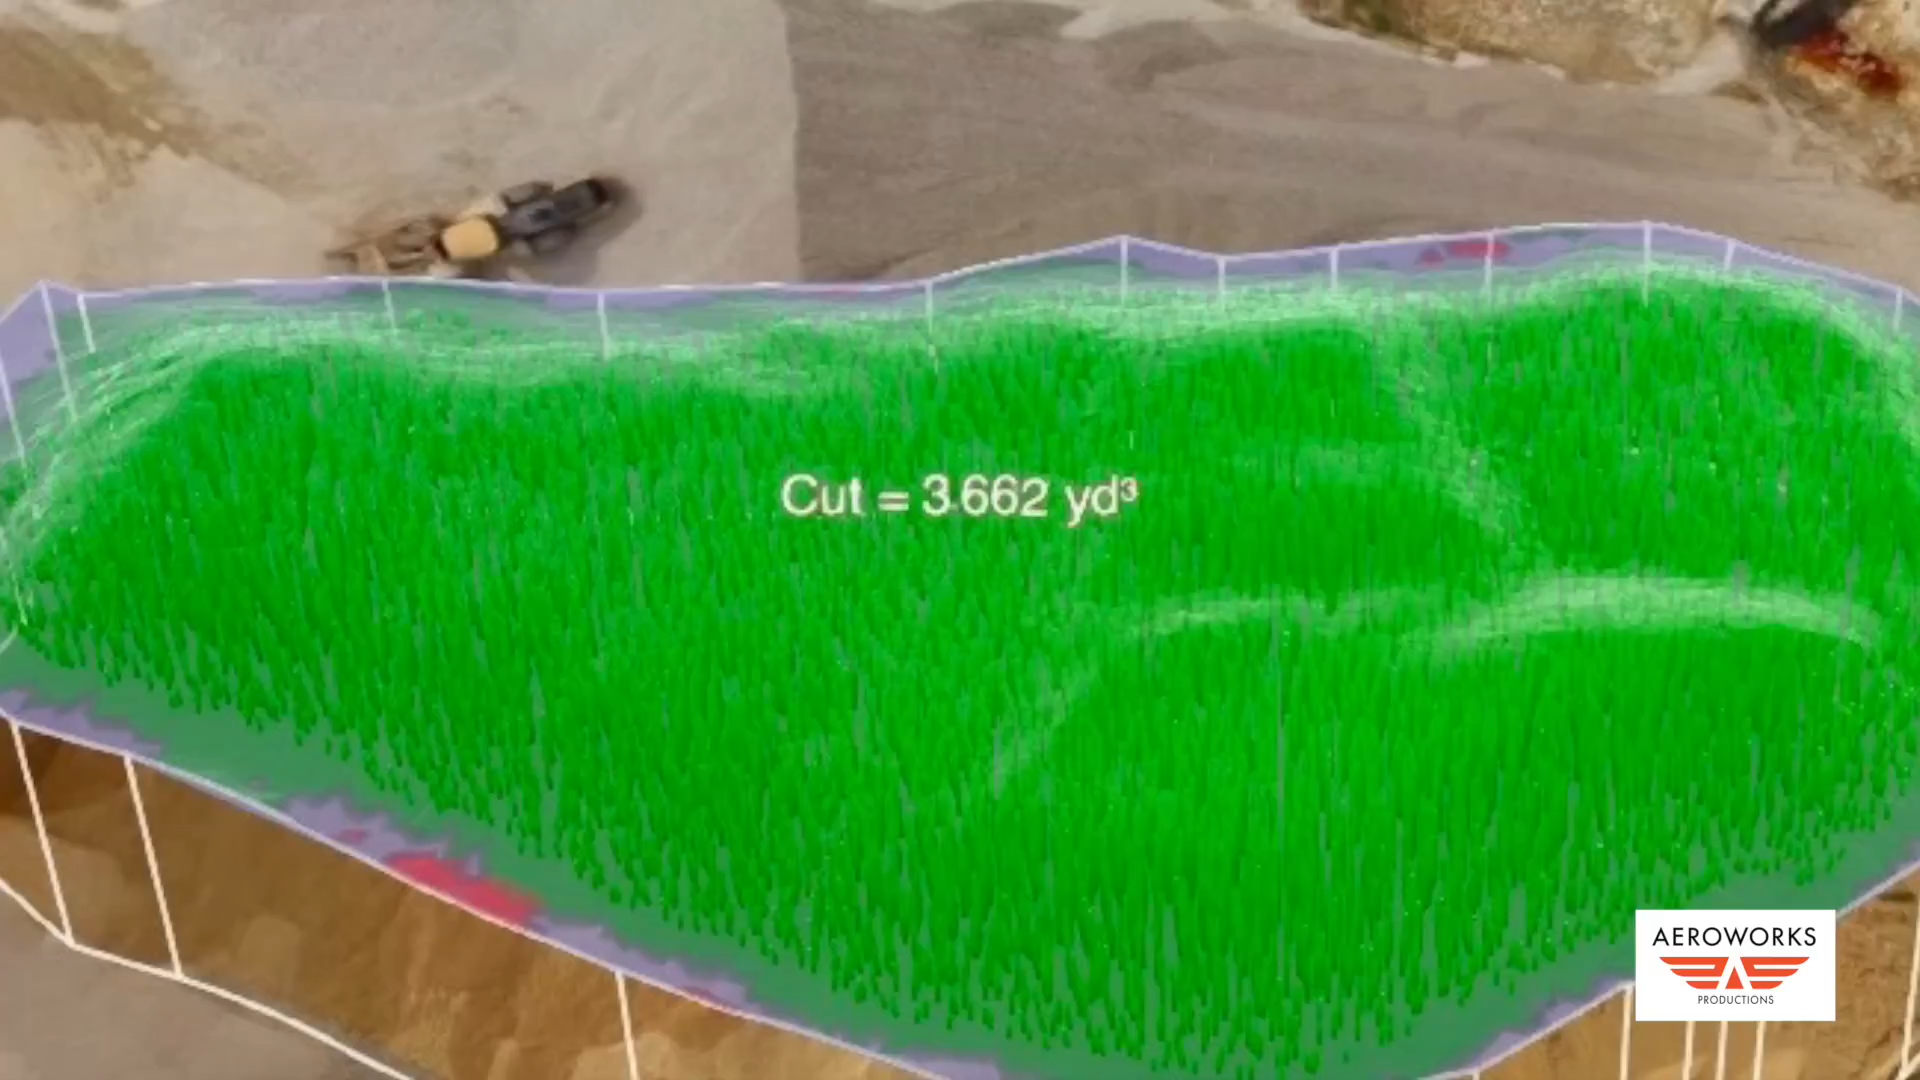 Cut = 3.662 yd³
AEROWORKS
PRODUCTIONS